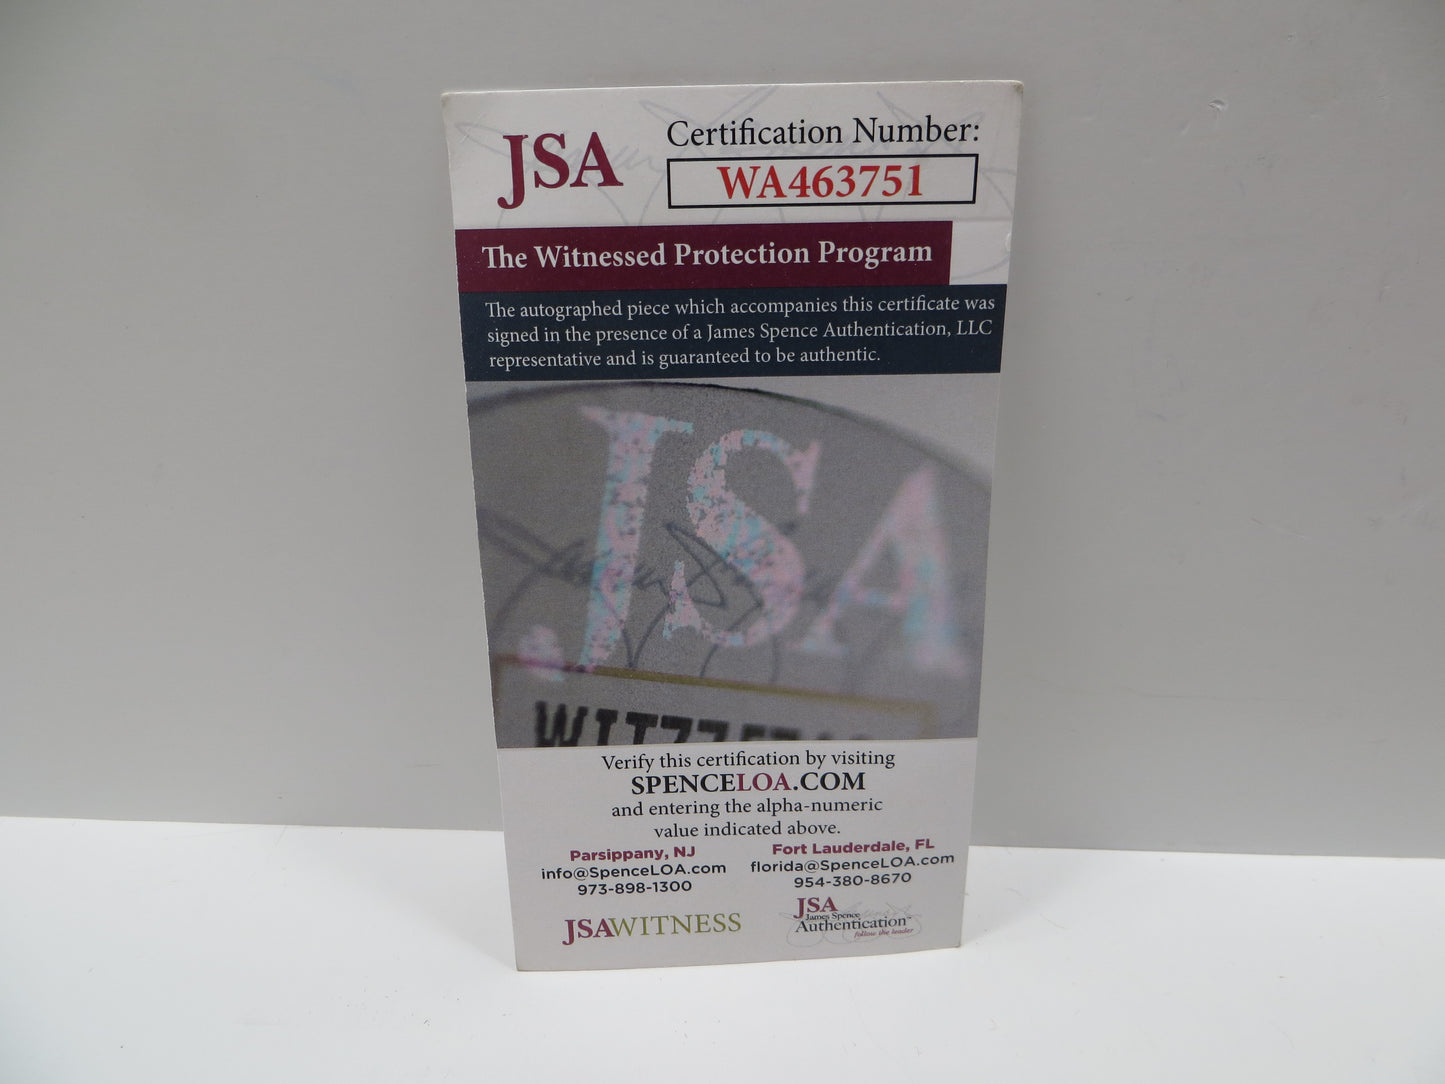 JSA
Certification Number:
WA463751
The Witnessed Protection Program
The autographed piece which accompanies this certificate was
signed in the presence of a James Spence Authentication, LLC
representative and is guaranteed to be authentic.
JSA
Verify this certification by visiting
SPENCELOA.COM
and entering the alpha-numeric
value indicated above.
Parsippany, NJ
info@SpenceLOA.com
973-898-1300
Fort Lauderdale, FL
florida@SpenceLOA.com
954-380-8670
JSAWITNESS
JSA
James Spence
Authentication
follow the leader